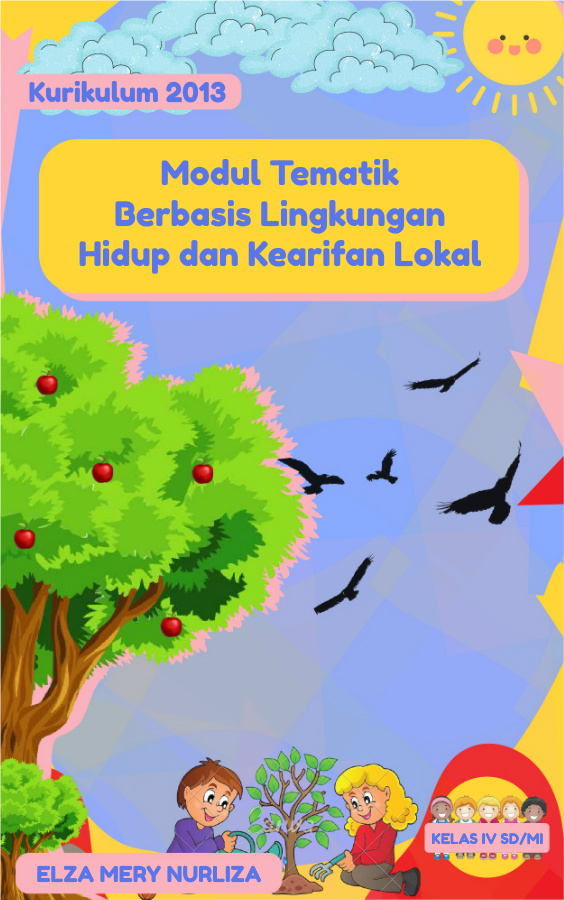 Kurikulum 2013
Modul Tematik
Berbasis Lingkungan
Hidup dan Kearifan Lokal
KELAS IV SD/MI
ELZA MERY NURLIZA